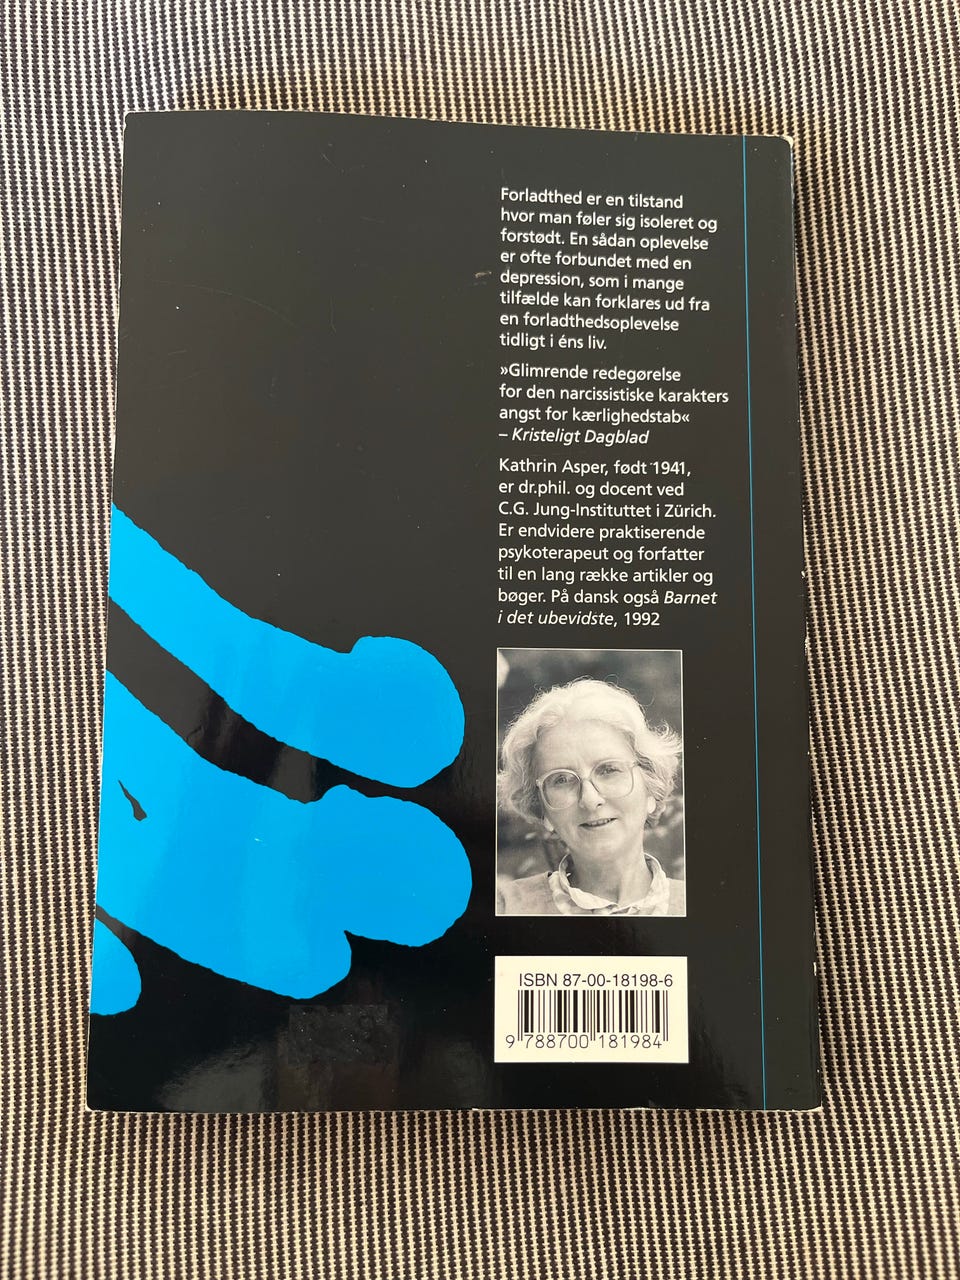 Forladthed er en tilstand
hvor man føler sig isoleret og
forstødt. En sådan oplevelse
er ofte forbundet med en
depression, som i mange
tilfælde kan forklares ud fra
en forladthedsoplevelse
tidligt i éns liv.
»Glimrende redegørelse
for den narcissistiske karakters
angst for kærlighedstab«
– Kristeligt Dagblad
Kathrin Asper, født 1941,
er dr.phil. og docent ved
C.G. Jung-Instituttet i Zürich.
Er endvidere praktiserende
psykoterapeut og forfatter
til en lang række artikler og
bøger. På dansk også Barnet
i det ubevidste, 1992
ISBN 87-00-18198-6
9 788700 181984